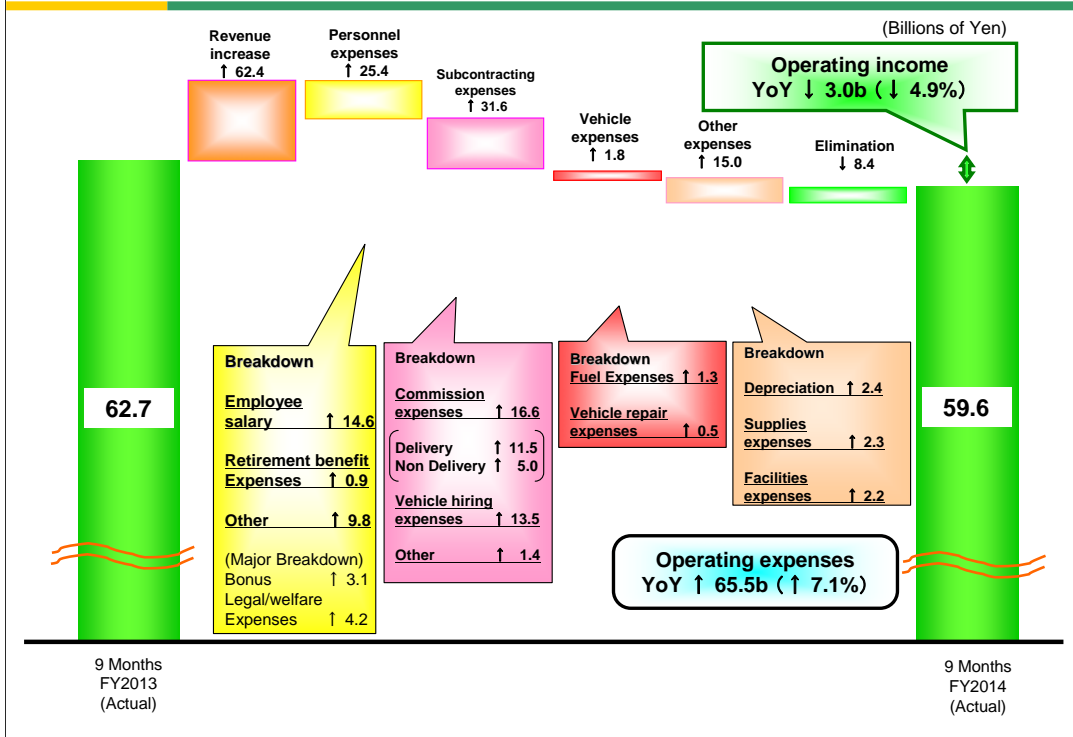 (Billions of Yen)
Revenue
increase
↑ 62.4
Personnel
expenses
↑ 25.4
Subcontracting
expenses
↑ 31.6
Vehicle
expenses
↑ 1.8
Other
expenses
↑ 15.0
Elimination
↓ 8.4
Operating income
YoY ↓ 3.0b (↓ 4.9%)
62.7
Breakdown
Employee
salary ↑ 14.6
Retirement benefit
Expenses ↑ 0.9
Other ↑ 9.8
(Major Breakdown)
Bonus ↑ 3.1
Legal/welfare
Expenses ↑ 4.2
Breakdown
Commission
expenses ↑ 16.6
Delivery ↑ 11.5
Non Delivery ↑ 5.0
Vehicle hiring
expenses ↑ 13.5
Other ↑ 1.4
Breakdown
Fuel Expenses ↑ 1.3
Vehicle repair
expenses ↑ 0.5
Breakdown
Depreciation ↑ 2.4
Supplies
expenses ↑ 2.3
Facilities
expenses ↑ 2.2
59.6
Operating expenses
YoY ↑ 65.5b (↑ 7.1%)
9 Months
FY2013
(Actual)
9 Months
FY2014
(Actual)